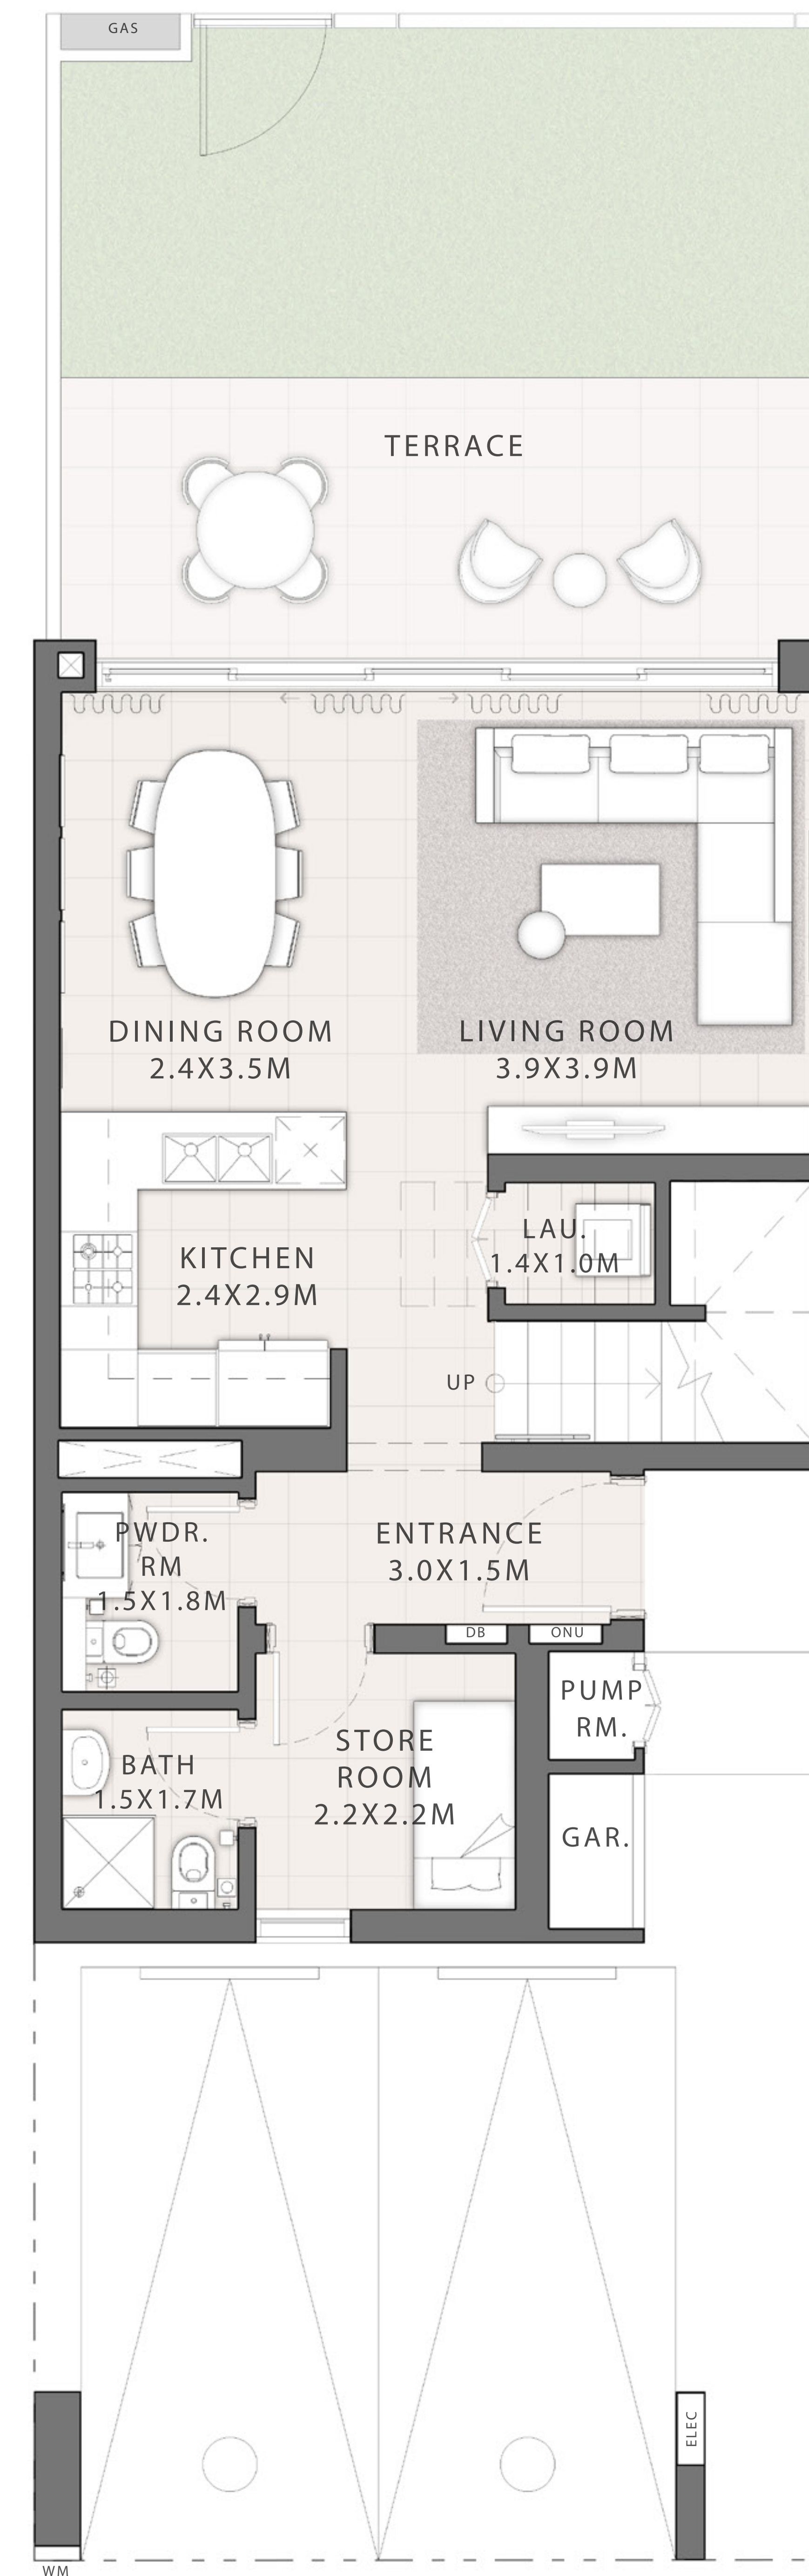 GAS
TERRACE
DINING ROOM
2.4X3.5M
LIVING ROOM
3.9X3.9M
KITCHEN
2.4X2.9M
LAU.
1.4X1.0M
UP
PWDR.
RM
1.5X1.8M
ENTRANCE
3.0X1.5M
DB
ONU
PUMP
RM.
STORE
ROOM
2.2X2.2M
BATH
1.5X1.7M
GAR.
ELEC
WM